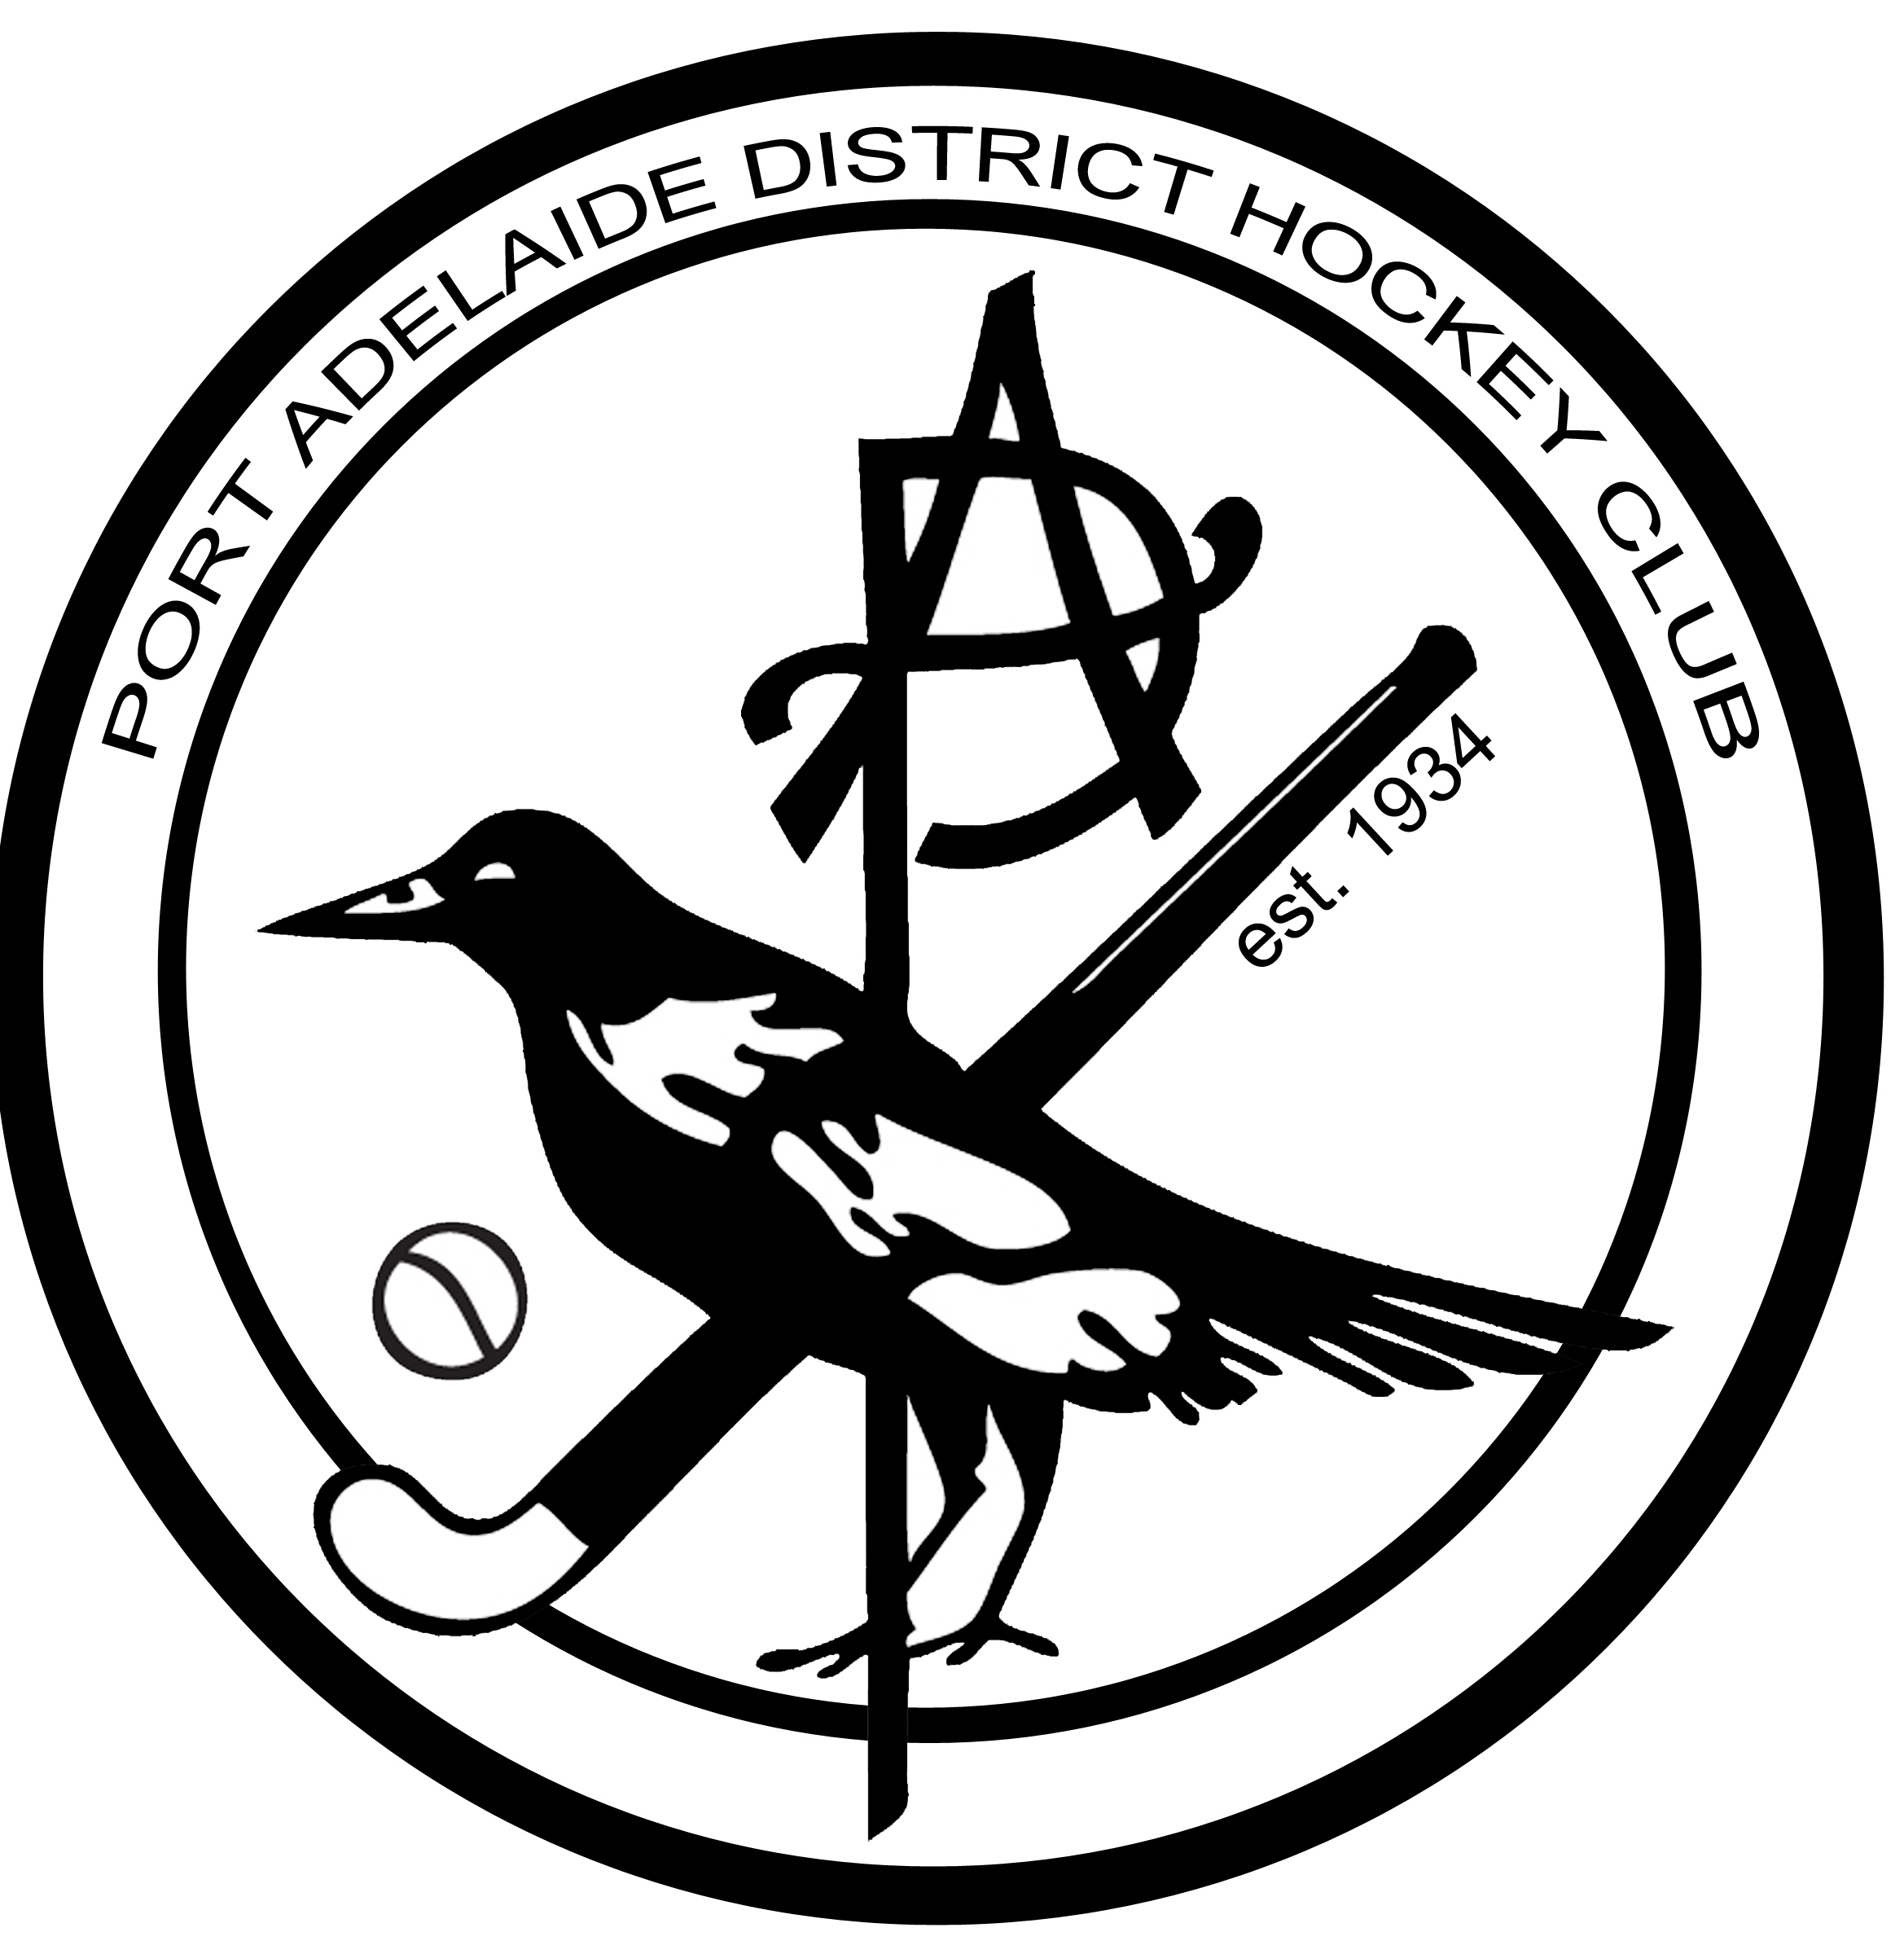 PORT ADELAIDE DISTRICT HOCKEY CLUB
PA
est. 1934